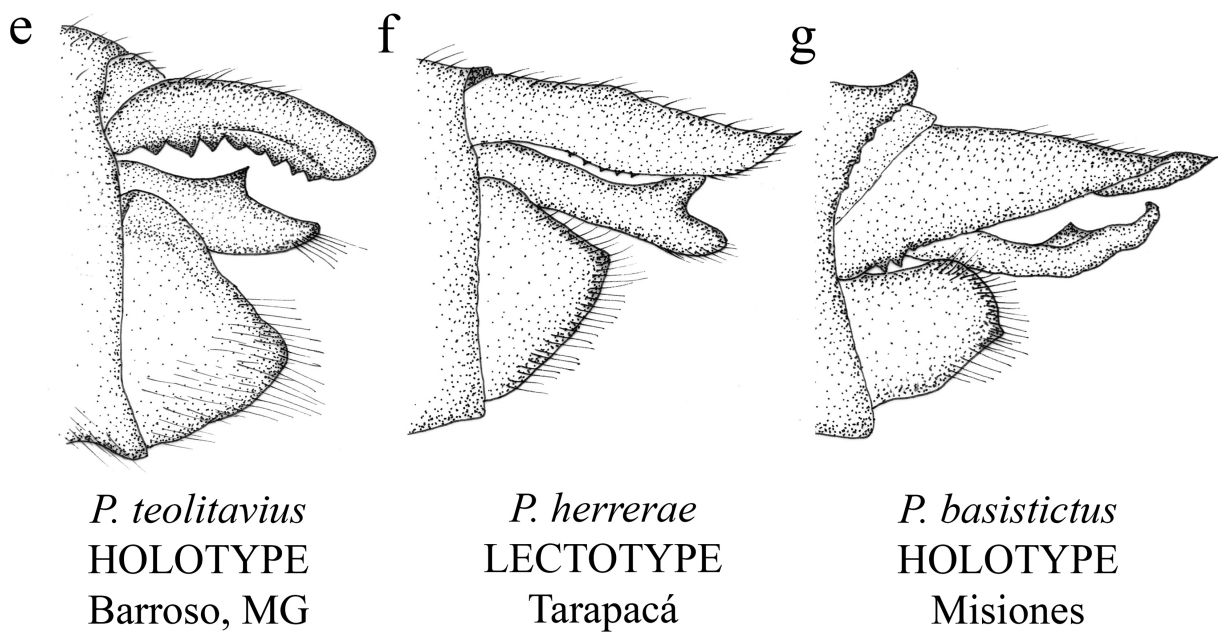 e
f
g
P. teolitavius
HOLOTYPE
Barroso, MG
P. herrerae
LECTOTYPE
Tarapacá
P. basistictus
HOLOTYPE
Misiones